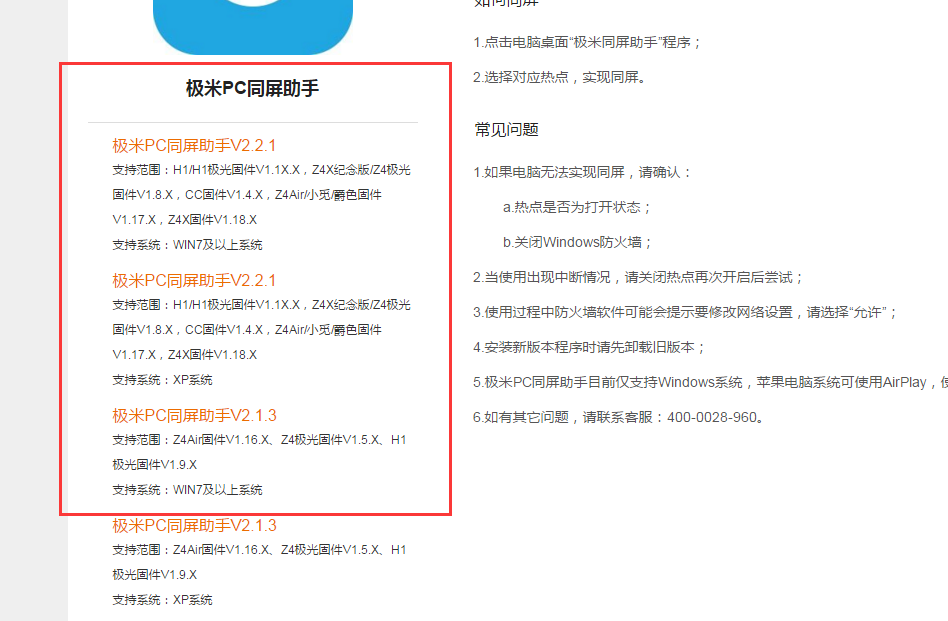 极米PC同屏助手
极米PC同屏助手V2.2.1
支持范围：H1/H1极光固件V1.1X.X，Z4X纪念版/Z4极光
固件V1.8.X，CC固件V1.4.X，Z4Air/小觅/爵色固件
V1.17.X，Z4X固件V1.18.X
支持系统：WIN7及以上系统
极米PC同屏助手V2.2.1
支持范围：H1/H1极光固件V1.1X.X，Z4X纪念版/Z4极光
固件V1.8.X，CC固件V1.4.X，Z4Air/小觅/爵色固件
V1.17.X，Z4X固件V1.18.X
支持系统：XP系统
极米PC同屏助手V2.1.3
支持范围：Z4Air固件V1.16.X、Z4极光固件V1.5.X、H1
极光固件V1.9.X
支持系统：WIN7及以上系统
极米PC同屏助手V2.1.3
支持范围：Z4Air固件V1.16.X、Z4极光固件V1.5.X、H1
极光固件V1.9.X
支持系统：XP系统
如何同屏
1.点击电脑桌面“极米同屏助手”程序；
2.选择对应热点，实现同屏。
常见问题
1.如果电脑无法实现同屏，请确认：
a.热点是否为打开状态；
b.关闭Windows防火墙；
2.当使用出现中断情况，请关闭热点再次开启后尝试；
3.使用过程中防火墙软件可能会提示要修改网络设置，请选择“允许”；
4.安装新版本程序时请先卸载旧版本；
5.极米PC同屏助手目前仅支持Windows系统，苹果电脑系统可使用AirPlay，
6.如有其它问题，请联系客服：400-0028-960。